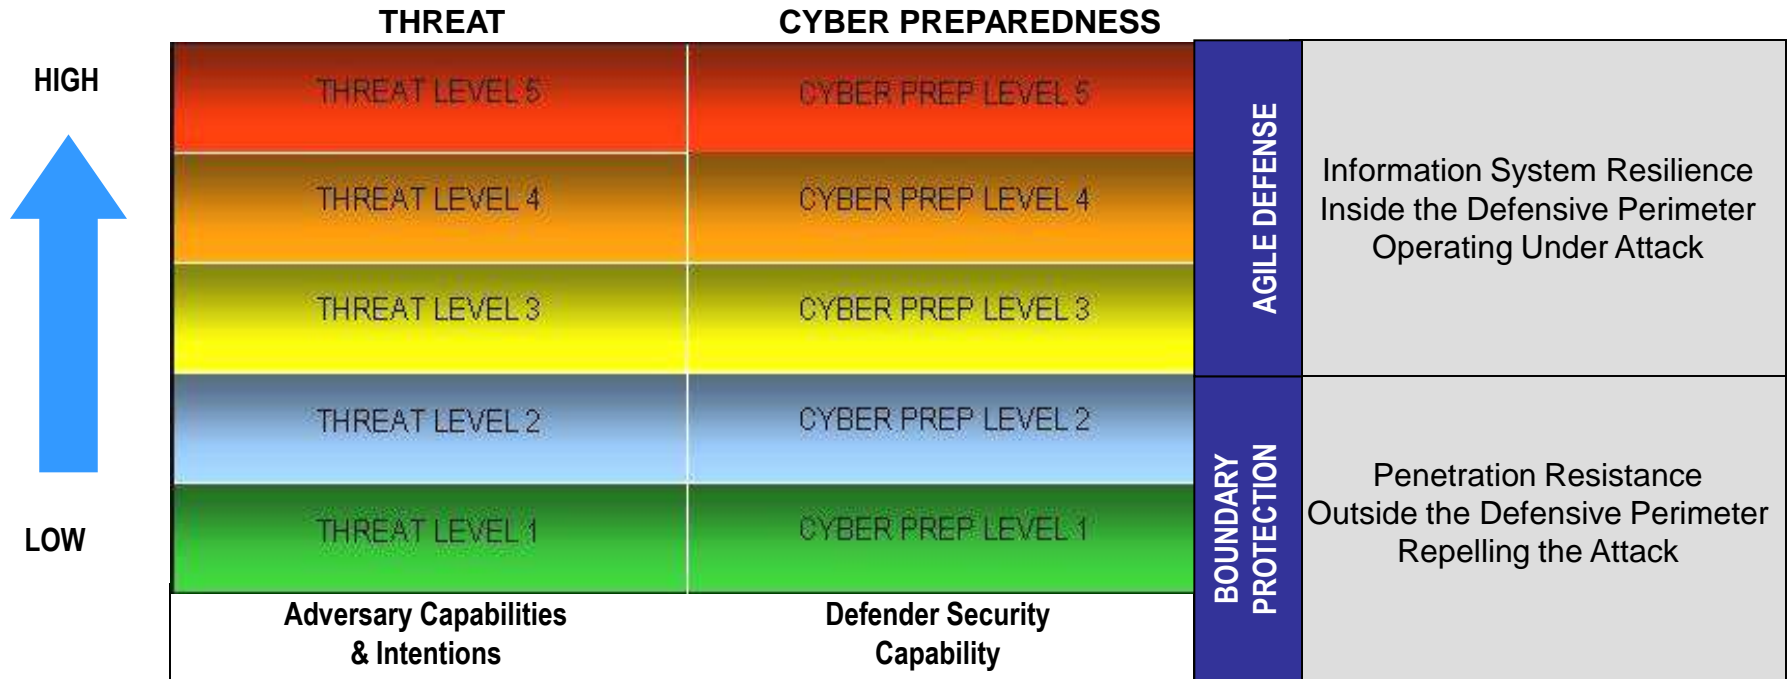 THREAT
CYBER PREPAREDNESS
HIGH
THREAT LEVEL 5
CYBER PREP LEVEL 5
THREAT LEVEL 4
CYBER PREP LEVEL 4
THREAT LEVEL 3
CYBER PREP LEVEL 3
THREAT LEVEL 2
CYBER PREP LEVEL 2
LOW
THREAT LEVEL 1
CYBER PREP LEVEL 1
Adversary Capabilities
& Intentions
Defender Security
Capability
AGILE DEFENSE
Information System Resilience
Inside the Defensive Perimeter
Operating Under Attack
BOUNDARY
PROTECTION
Penetration Resistance
Outside the Defensive Perimeter
Repelling the Attack